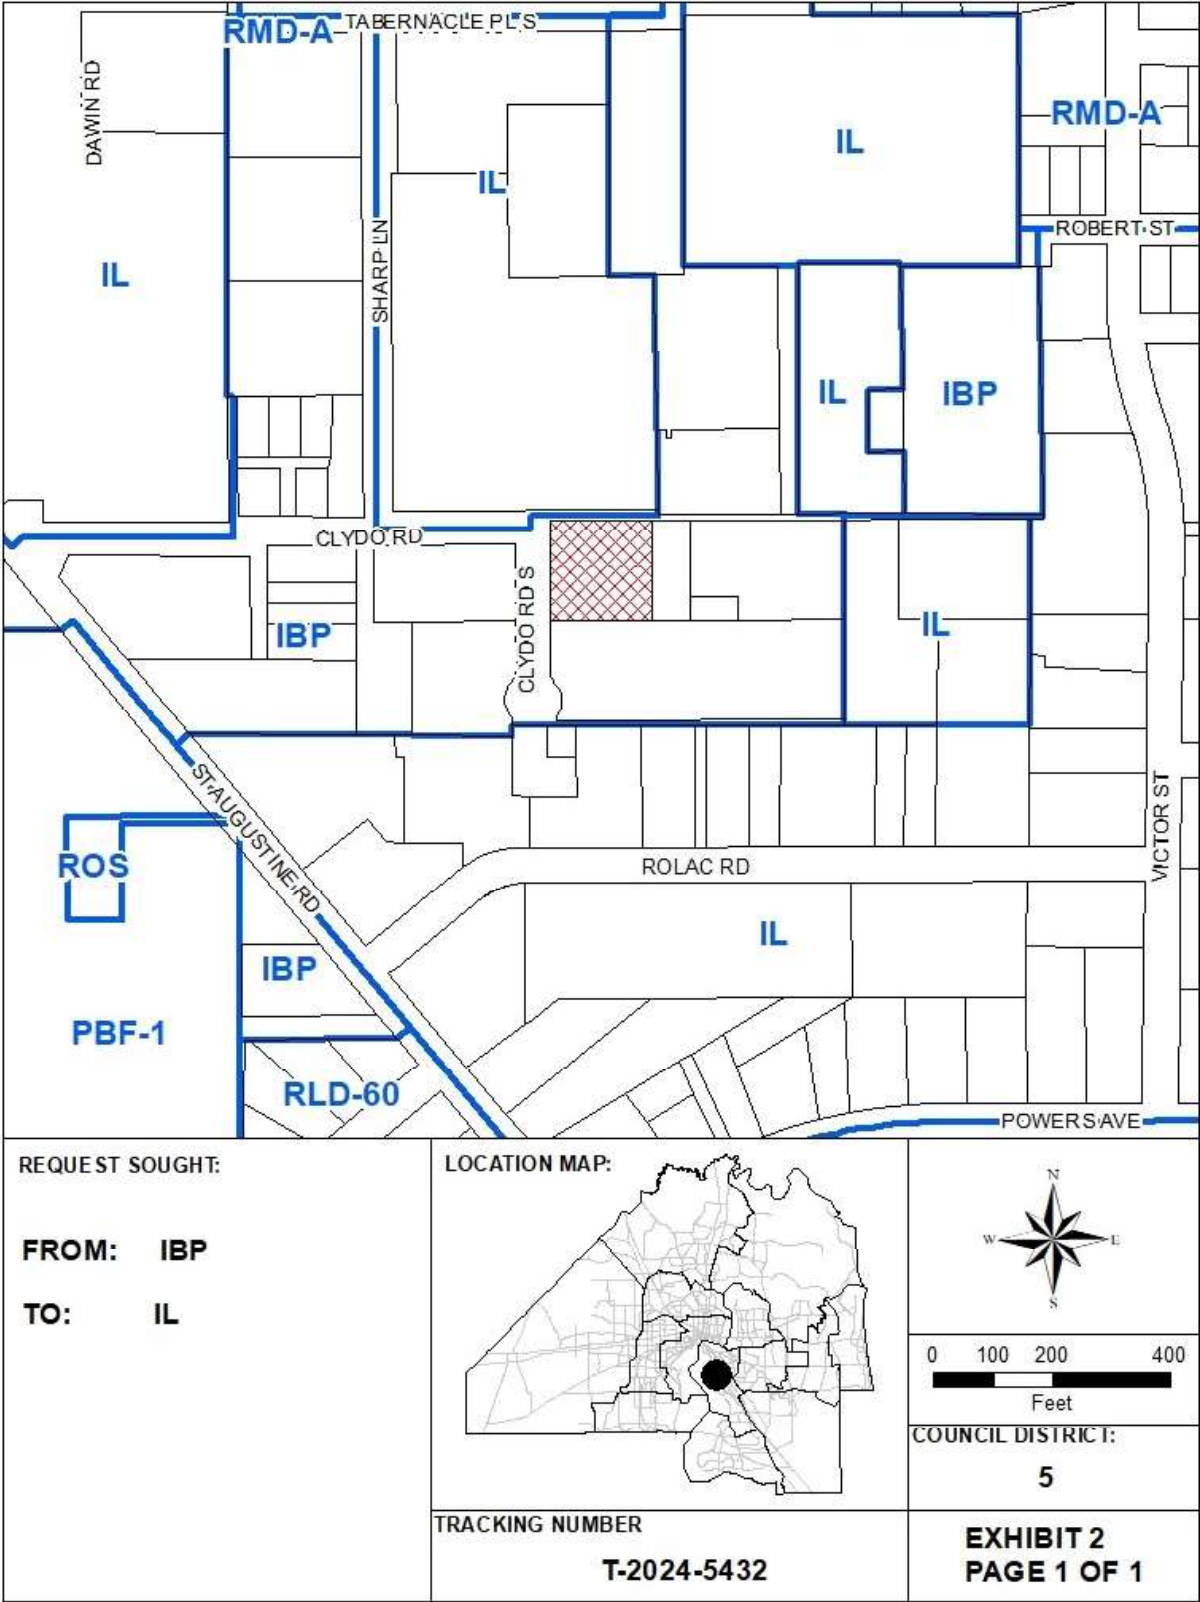 TABERNACLE PL S
RMD-A
DAWIN RD
RMD-A
IL
IL
ROBERT ST
SHARP LN
IL
IL
IBP
CLYDO RD
CLYDO RD S
IBP
IL
ST AUGUSTINE RD
VICTOR ST
ROS
ROLAC RD
IL
IBP
PBF-1
RLD-60
POWERS AVE
REQUEST SOUGHT:
FROM: IBP
TO: IL
LOCATION MAP:
N
W E
S
0 100 200 400
Feet
COUNCIL DISTRICT:
5
TRACKING NUMBER
T-2024-5432
EXHIBIT 2
PAGE 1 OF 1